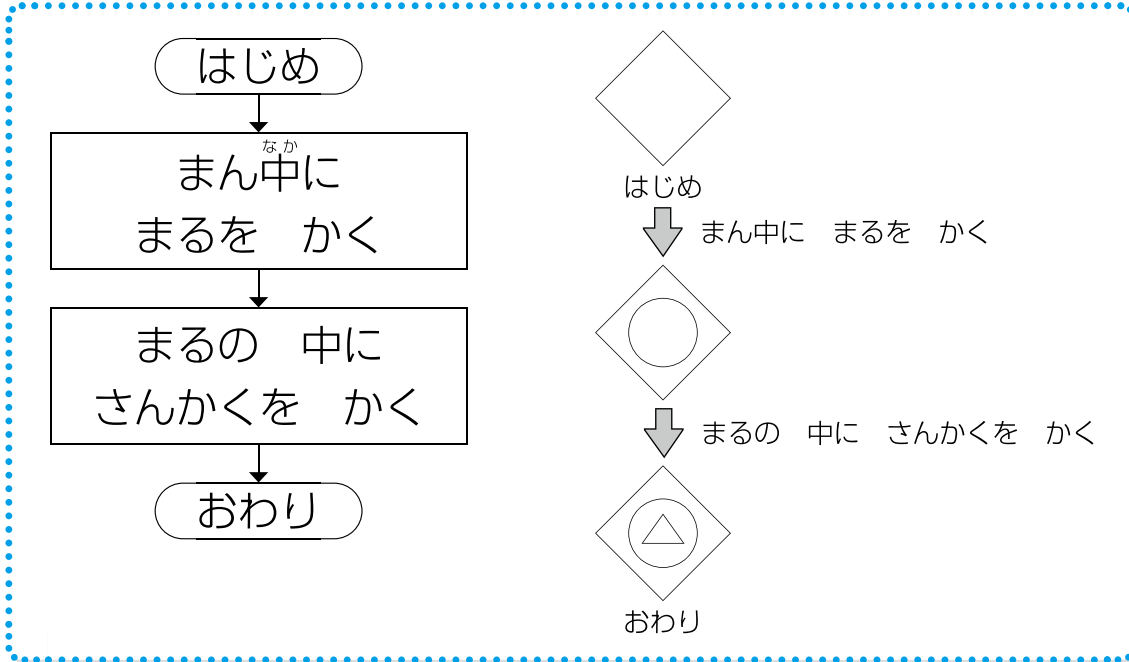 はじめ
なか
まん中に
まるを　かく
まるの　中に
さんかくを　かく
おわり
はじめ
まん中に　まるを　かく
まるの　中に　さんかくを　かく
おわり